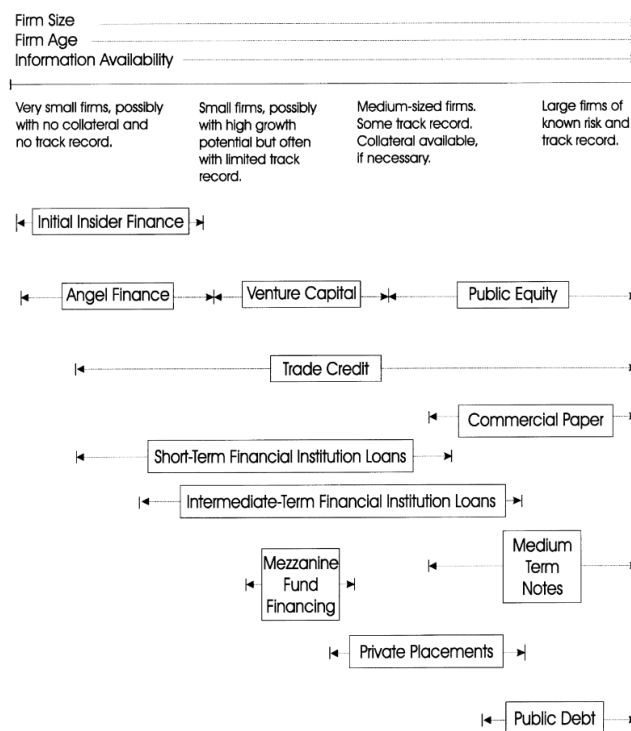 Firm Size
Firm Age
Information Availability
Very small firms, possibly
with no collateral and
no track record.
Small firms, possibly
with high growth
potential but often
with limited track
record.
Medium-sized firms.
Some track record.
Collateral available,
if necessary.
Large firms of
known risk and
track record.
Initial Insider Finance
Angel Finance
Venture Capital
Public Equity
Trade Credit
Commercial Paper
Short-Term Financial Institution Loans
Intermediate-Term Financial Institution Loans
Mezzanine
Fund
Financing
Medium
Term
Notes
Private Placements
Public Debt